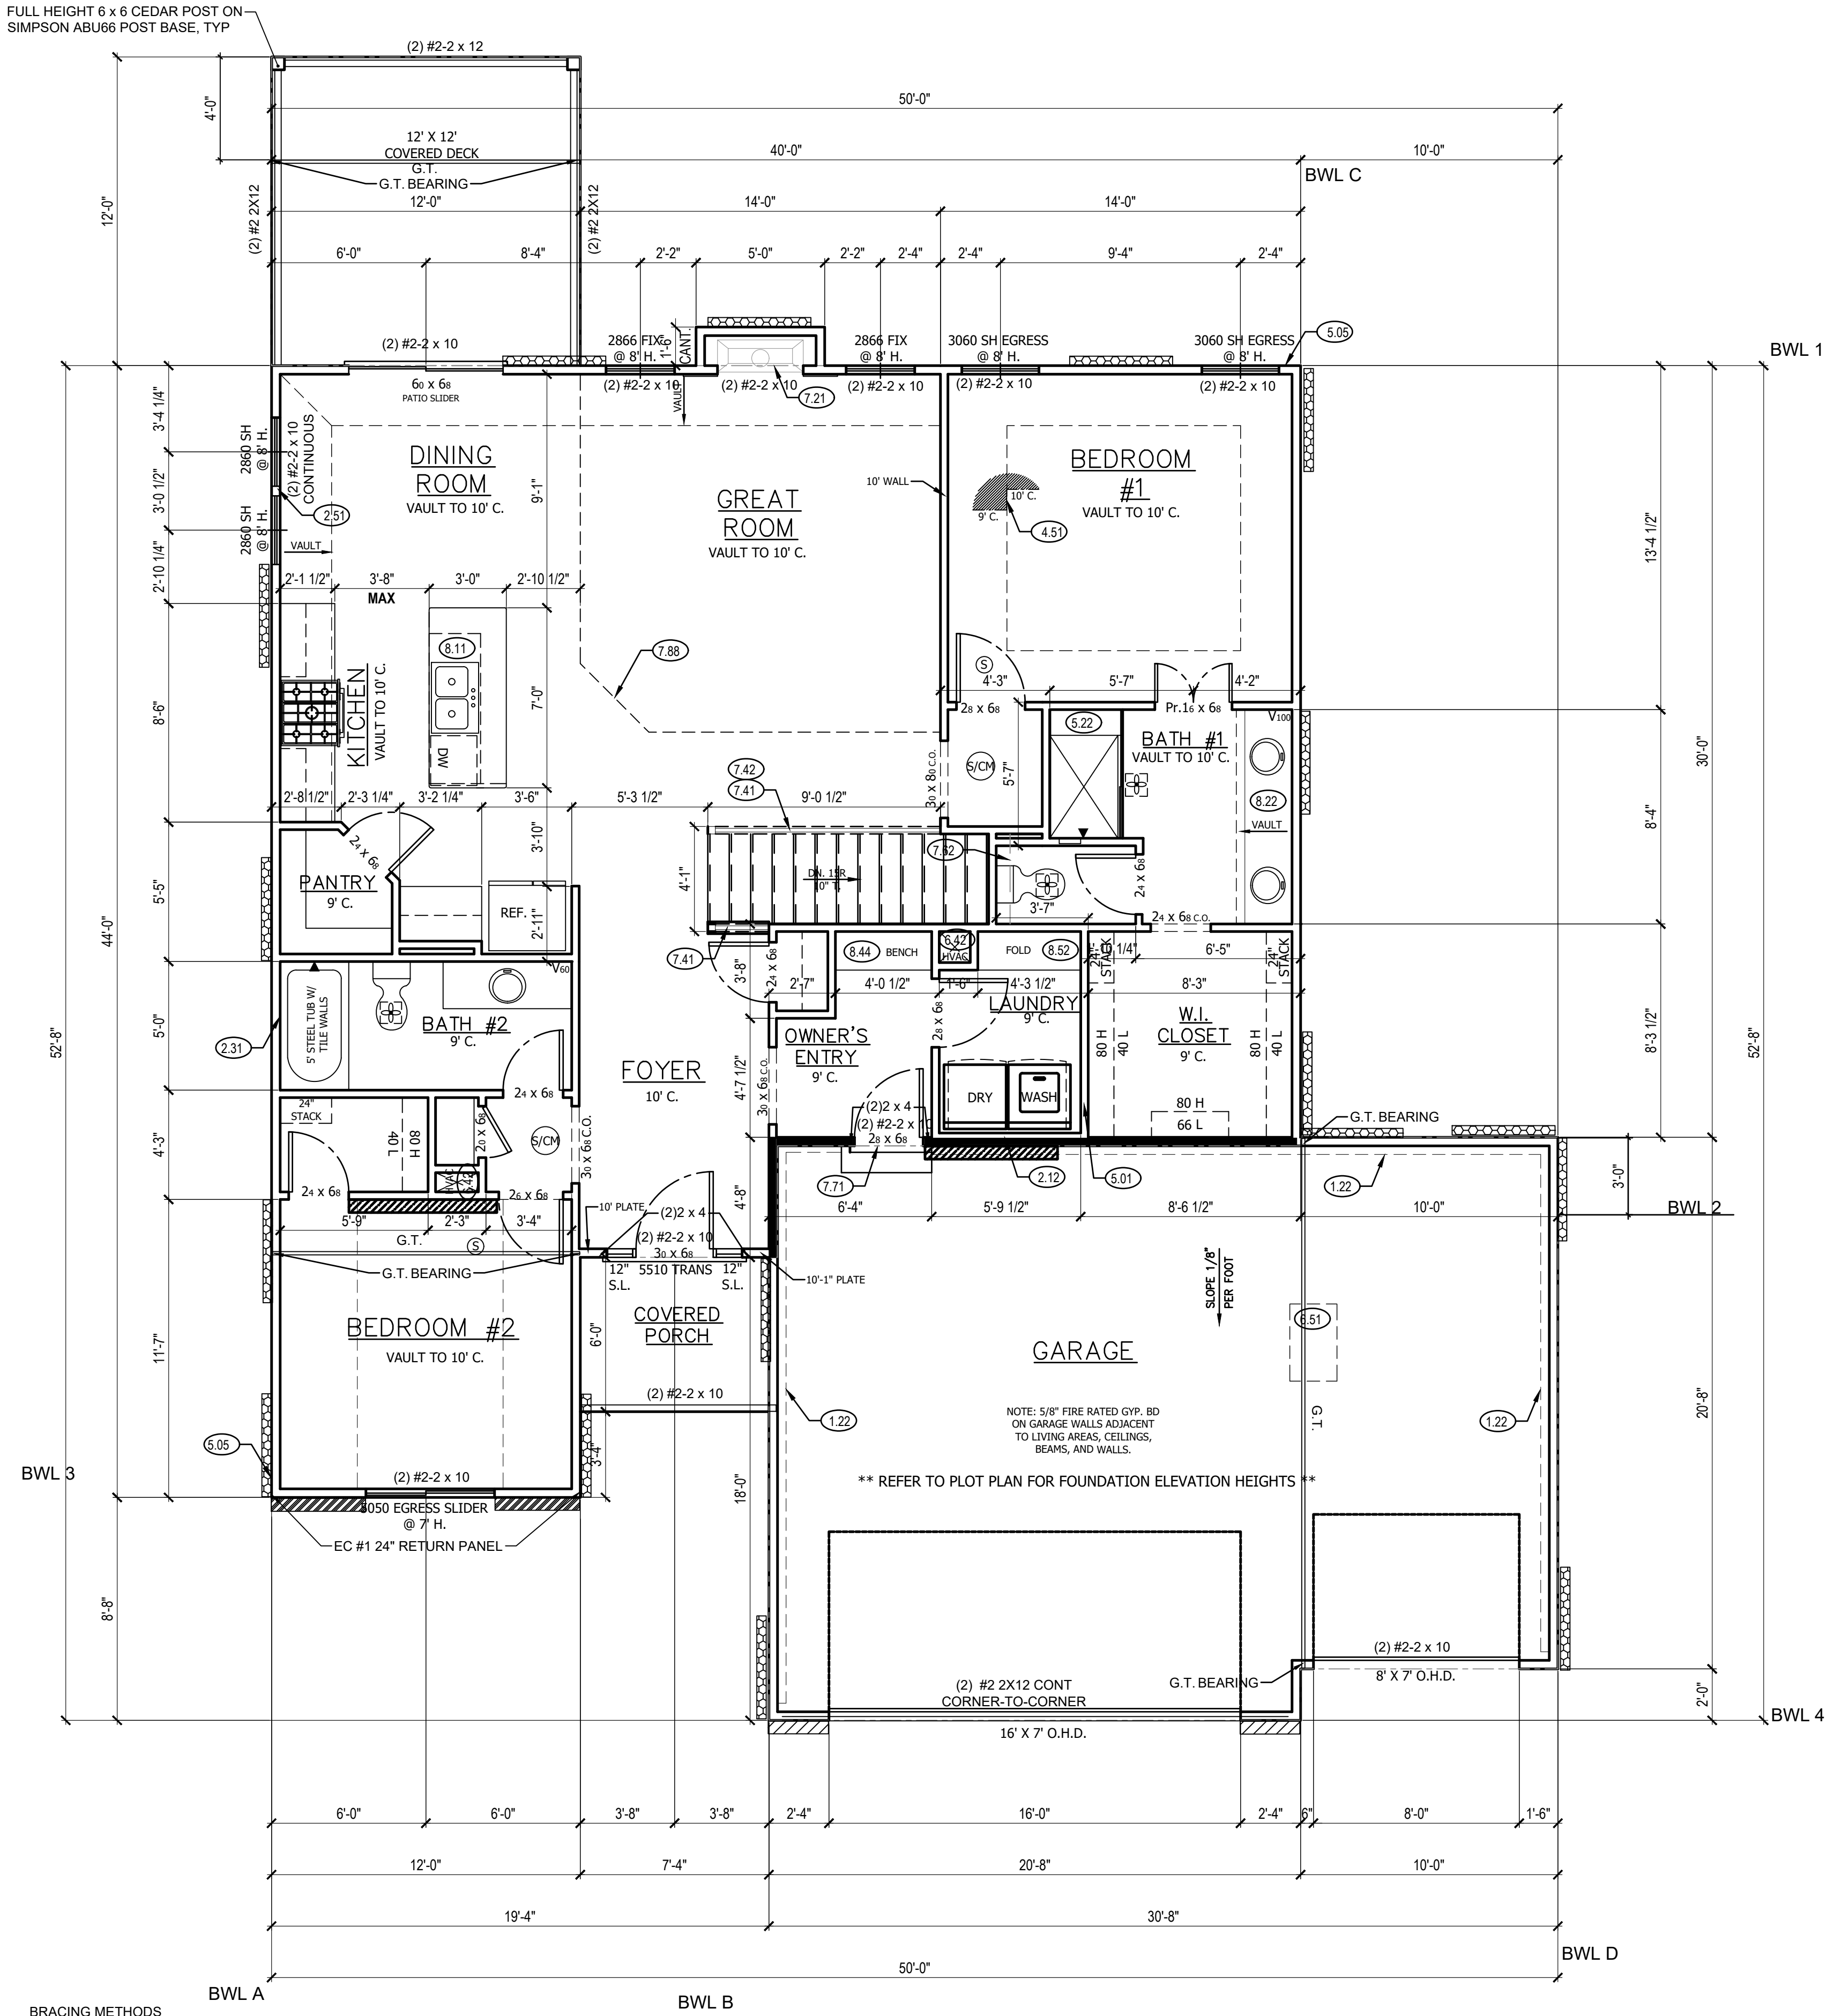 FULL HEIGHT 6 x 6 CEDAR POST ON
SIMPSON ABU66 POST BASE, TYP
(2) #2-2 x 12
4'-0"
50'-0"
12' X 12'
COVERED DECK
G.T.
G.T. BEARING
40'-0"
10'-0"
BWL C
12'-0"
(2) #2 2X12
12'-0"
(2) #2 2X12
14'-0"
14'-0"
6'-0"
8'-4"
2'-2"
5'-0"
2'-2"
2'-4"
2'-4"
9'-4"
2'-4"
(2) #2-2 x 10
2866 FIX
@ 8' H.
1'-6"
CANT.
2866 FIX
@ 8' H.
3060 SH EGRESS
@ 8' H.
3060 SH EGRESS
@ 8' H.
5.05
BWL 1
60 x 68
PATIO SLIDER
(2) #2-2 x 10
VAULT
(2) #2-2 x 10
7.21
(2) #2-2 x 10
(2) #2-2 x 10
(2) #2-2 x 10
3'-4 1/4"
2860 SH
@ 8' H.
(2) #2-2 x 10
CONTINUOUS
DINING
ROOM
VAULT TO 10' C.
9'-1"
GREAT
ROOM
VAULT TO 10' C.
10' WALL
BEDROOM
#1
VAULT TO 10' C.
10' C.
9' C.
4.51
3'-0 1/2"
2.51
2860 SH
@ 8' H.
VAULT
13'-4 1/2"
2'-10 1/4"
2'-1 1/2"
3'-8"
MAX
3'-0"
2'-10 1/2"
8.11
7.88
S
4'-3"
5'-7"
4'-2"
KITCHEN
VAULT TO 10' C.
7'-0"
8'-6"
DW
28 x 68
Pr.16 x 68
V100
5.22
BATH #1
VAULT TO 10' C.
30'-0"
7.42
7.41
30 x 80 C.O.
S/CM
5'-7"
8.22
VAULT
8'-4"
2'-8 1/2"
2'-3 1/4"
3'-2 1/4"
3'-6"
5'-3 1/2"
9'-0 1/2"
24 x 68
3'-10"
4'-1"
DN. 15R
7.62
PANTRY
9' C.
5'-5"
REF.
2'-11"
3'-7"
24 x 68
24 x 68 C.O.
44'-0"
7.41
V60
3'-8"
24 x 68
2'-7"
8.44
BENCH
6.42
HVAC
FOLD
8.52
24"
STACK
6'-5"
24"
STACK
4'-0 1/2"
1'-6"
4'-3 1/2"
8'-3"
5' STEEL TUB W/
TILE WALLS
BATH #2
9' C.
5'-0"
2.31
52'-8"
FOYER
10' C.
OWNER'S
ENTRY
9' C.
28 x 68
LAUNDRY
9' C.
W.I.
CLOSET
9' C.
80 H
40 L
80 H
40 L
8'-3 1/2"
52'-8"
4'-7 1/2"
30 x 68 C.O.
DRY
WASH
80 H
66 L
24 x 68
24"
STACK
80 H
40 L
20 x 68
S/CM
30 x 68 C.O.
(2)2 x 4
28 x 68
G.T. BEARING
4'-3"
24 x 68
HVAC
26 x 68
7.71
2.12
5.01
1.22
3'-0"
5'-9"
2'-3"
3'-4"
G.T.
S
10' PLATE
4'-8"
(2)2 x 4
(2) #2-2 x 10
30 x 68
5510 TRANS
12"
S.L.
12"
S.L.
6'-4"
5'-9 1/2"
8'-6 1/2"
10'-0"
BWL 2
G.T. BEARING
10'-1" PLATE
SLOPE 1/8"
PER FOOT
BEDROOM #2
VAULT TO 10' C.
11'-7"
6'-0"
COVERED
PORCH
6.51
GARAGE
(2) #2-2 x 10
1.22
NOTE: 5/8" FIRE RATED GYP. BD
ON GARAGE WALLS ADJACENT
TO LIVING AREAS, CEILINGS,
BEAMS, AND WALLS.
G.T.
1.22
20'-8"
5.05
3'-4"
BWL 3
(2) #2-2 x 10
** REFER TO PLOT PLAN FOR FOUNDATION ELEVATION HEIGHTS **
18'-0"
EGRESS SLIDER
@ 7' H.
EC #1 24" RETURN PANEL
8'-8"
(2) #2-2 x 10
8' X 7' O.H.D.
G.T. BEARING
(2) #2 2X12 CONT
CORNER-TO-CORNER
16' X 7' O.H.D.
2'-0"
BWL 4
6'-0"
6'-0"
3'-8"
3'-8"
2'-4"
16'-0"
2'-4"
6"
8'-0"
1'-6"
12'-0"
7'-4"
20'-8"
10'-0"
19'-4"
30'-8"
BWL D
50'-0"
BWL A
BWL B
BRACING METHODS